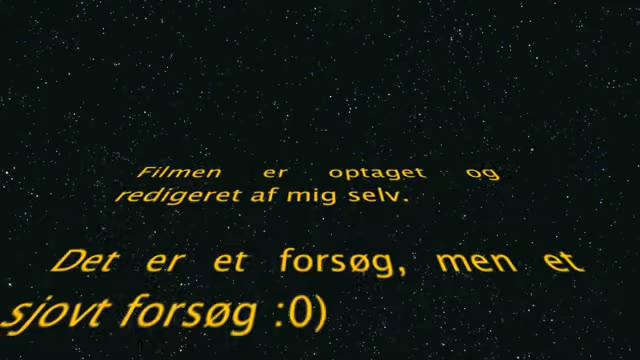 Filmen er optaget og
redigeret af mig selv.
Det er et forsøg, men et
sjovt forsøg :0)